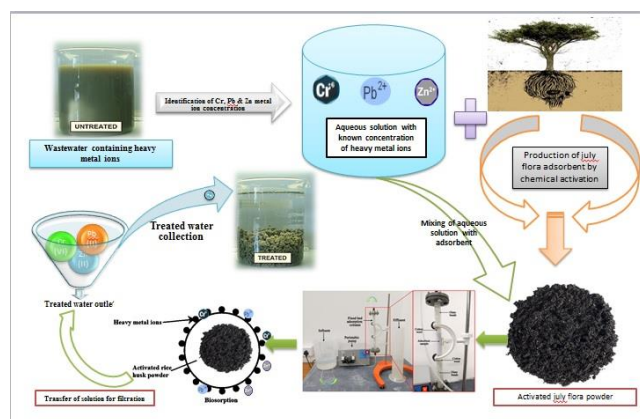 UNTREATED
Wastewater containing heavy
metal ions
Identification of Cr, Pb & Zn metal
ion concentration
Pb2+
Zn2+
Aqueous solution with
known concentration
of heavy metal ions
Production of july
flora adsorbent by
chemical activation
Mixing of aqueous
solution with
adsorbent
Activated july flora powder
Heavy metal ions
Activated rice
husk powder
Biosorption
Transfer of solution for filtration
Treated water outle
Treated water
collection
TREATED